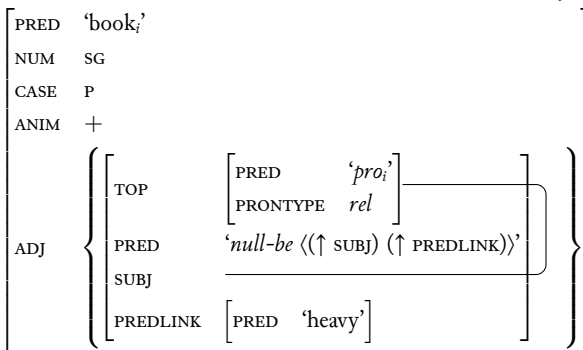 PRED ‘book_i’
NUM SG
CASE P
ANIM +
ADJ
TOP
PRED ‘pro_i’
PRONTYPE rel
PRED ‘null-be ⟨(↑ SUBJ) (↑ PREDLINK)⟩’
SUBJ
PREDLINK [PRED ‘heavy’]